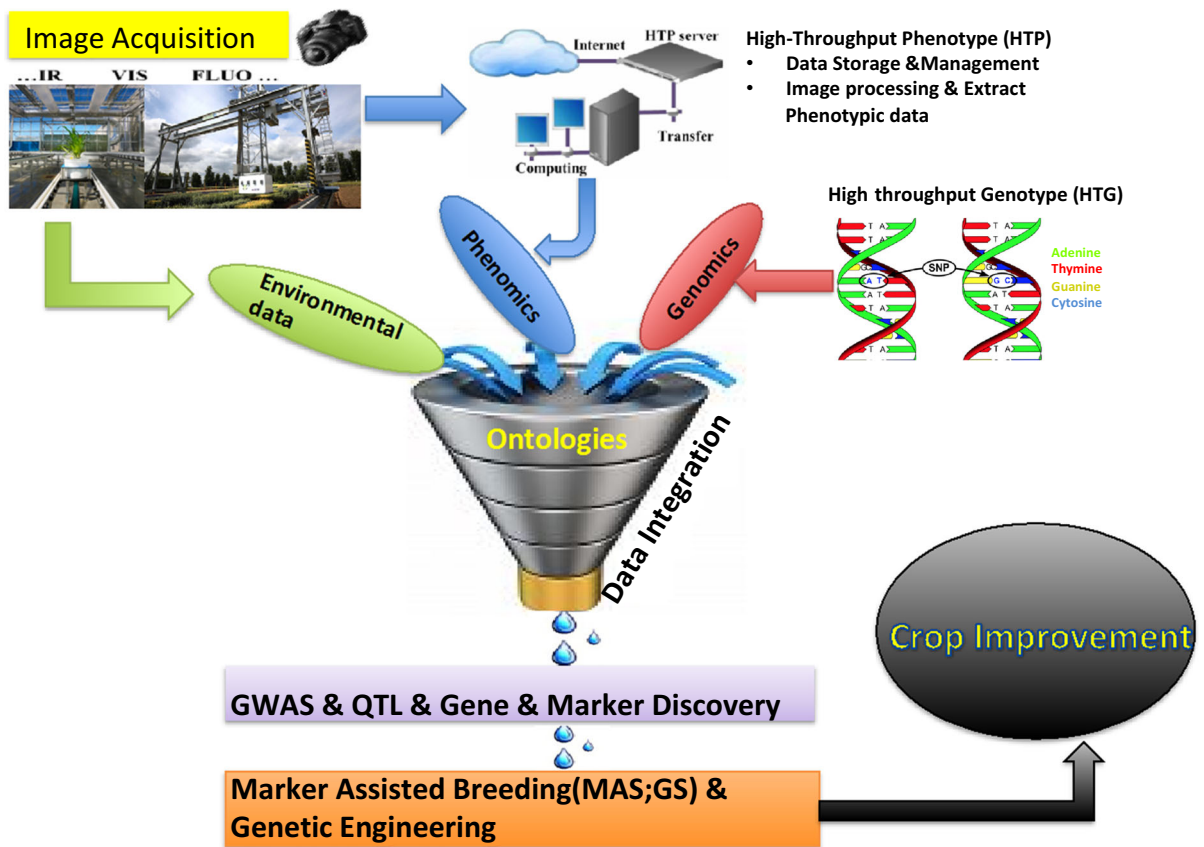 Image Acquisition
...IR VIS FLUO ...
Internet
HTP server
Transfer
Computing
High-Throughput Phenotype (HTP)
• Data Storage &Management
• Image processing & Extract
Phenotypic data
High throughput Genotype (HTG)
T A
T A
G
A T
A T
T A
T A
SNP
T A
T A
G
G C
A T
T A
T A
Adenine
Thymine
Guanine
Cytosine
Environmental
data
Phenomics
Genomics
Ontologies
Data Integration
GWAS & QTL & Gene & Marker Discovery
Marker Assisted Breeding(MAS;GS) &
Genetic Engineering
Crop Improvement